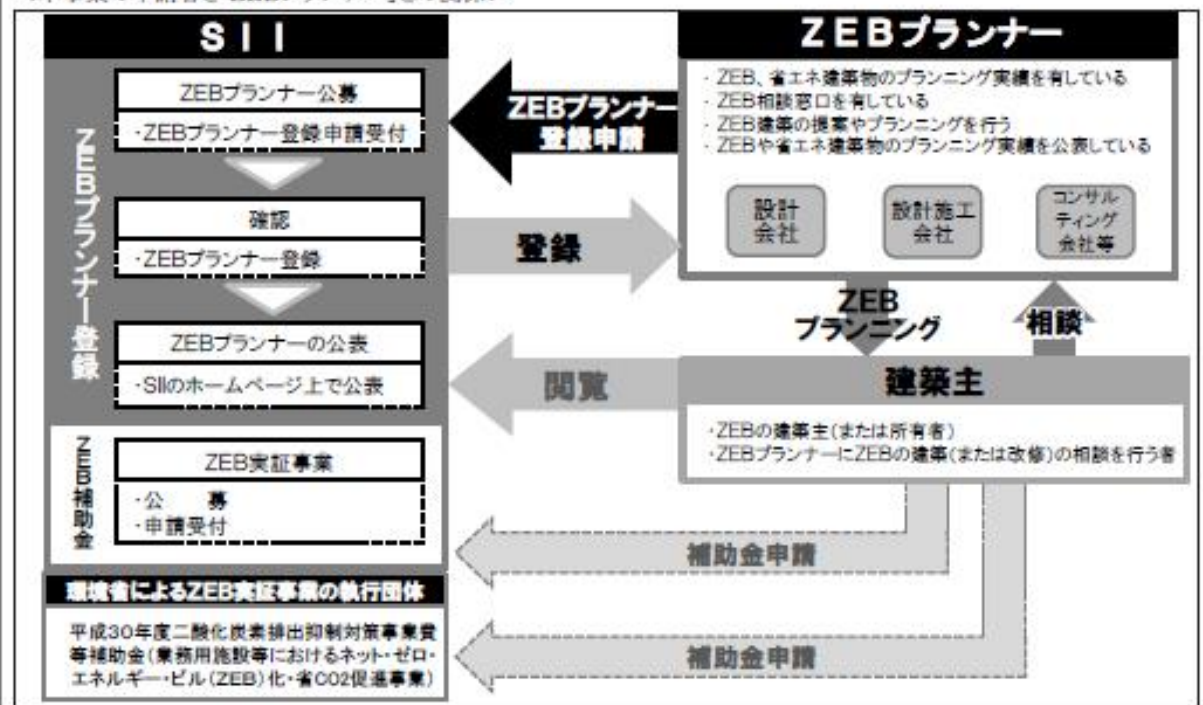 SII
ZEBプランナー登録
ZEBプランナー公募
・ZEBプランナー登録申請受付
確認
・ZEBプランナー登録
ZEBプランナーの公表
・SIIのホームページ上で公表
ZEB補助金
ZEB実証事業
・公　募
・申請受付
環境省によるZEB実証事業の執行団体
平成30年度二酸化炭素排出抑制対策事業費
等補助金(業務用施設等におけるネット・ゼロ・
エネルギー・ビル(ZEB)化・省CO2促進事業)
ZEBプランナー
登録申請
登録
閲覧
補助金申請
補助金申請
ZEBプランナー
・ZEB、省エネ建築物のプランニング実績を有している
・ZEB相談窓口を有している
・ZEB建築の提案やプランニングを行う
・ZEBや省エネ建築物のプランニング実績を公表している
設計
会社
設計施工
会社
コンサル
ティング
会社等
ZEB
プランニング
相談
建築主
・ZEBの建築主(または所有者)
・ZEBプランナーにZEBの建築(または改修)の相談を行う者